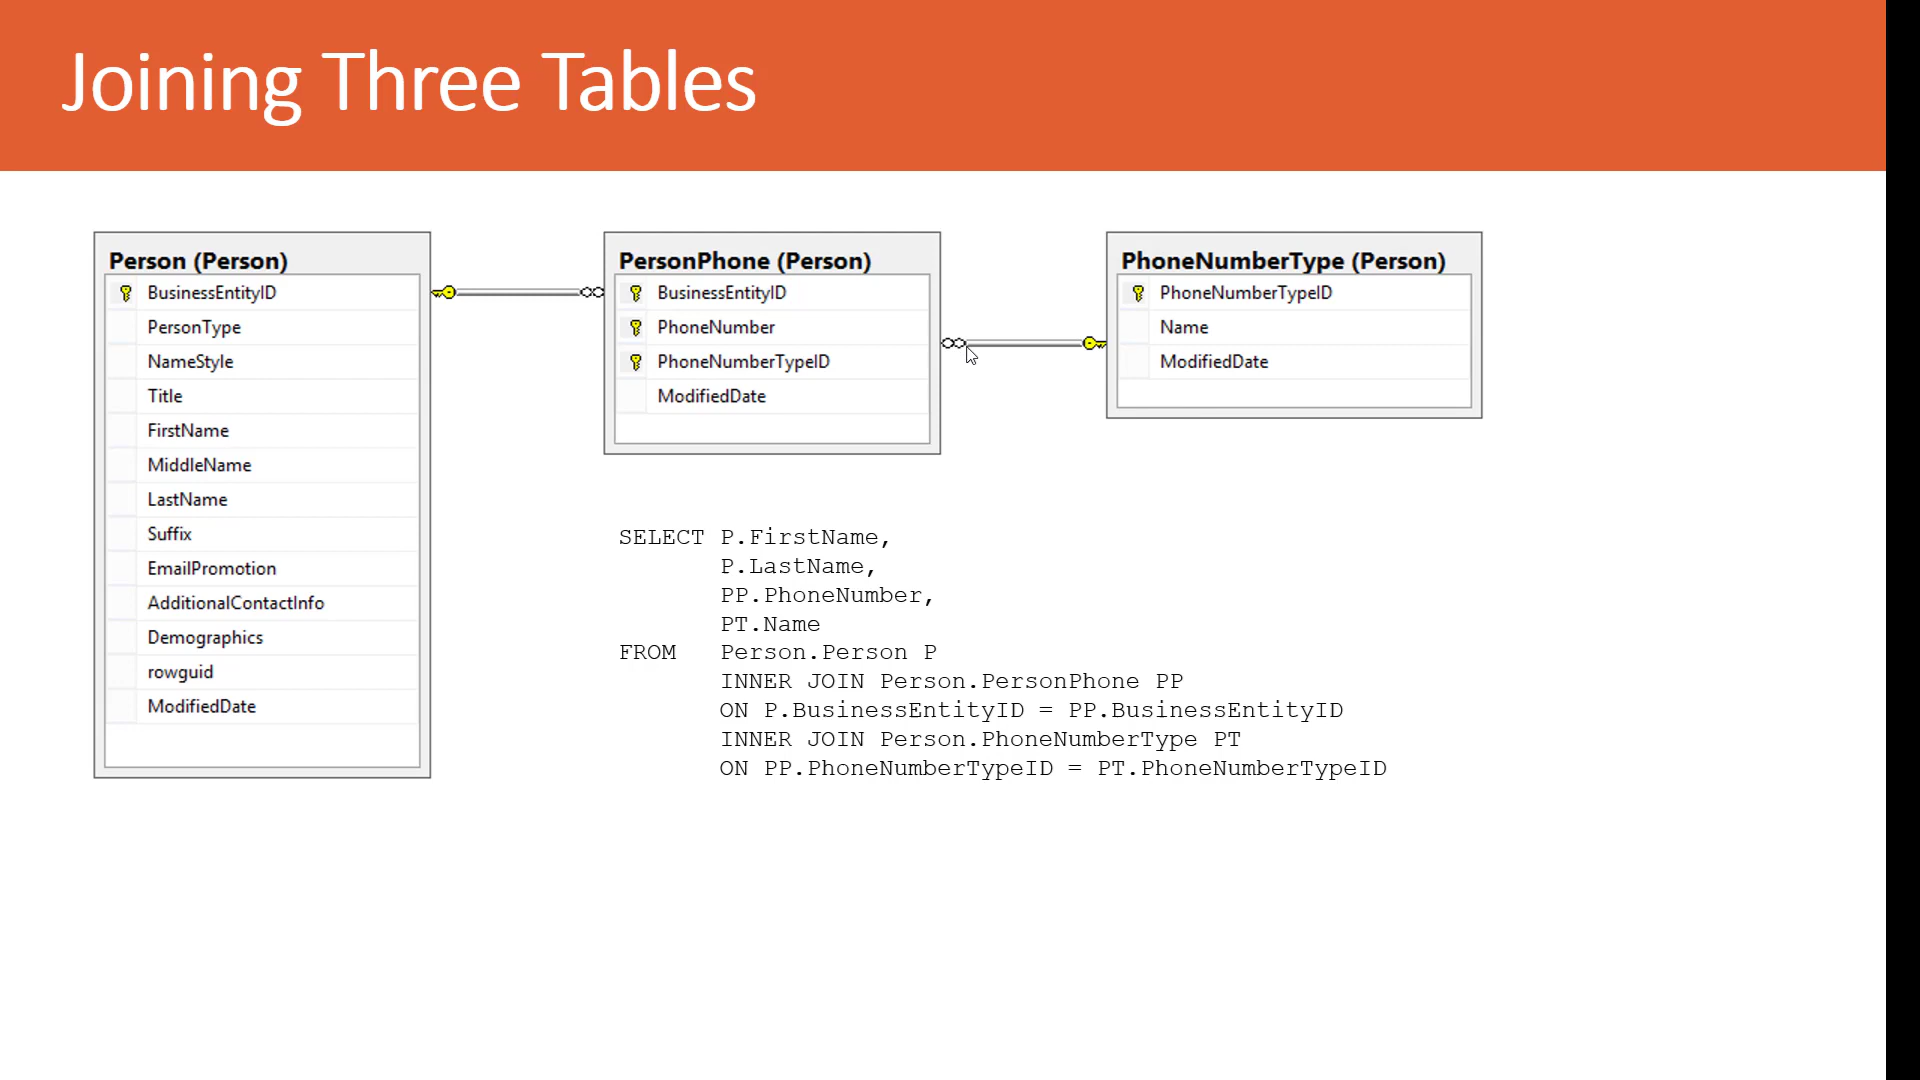 Joining Three Tables
Person (Person)
BusinessEntityID
PersonType
NameStyle
Title
FirstName
MiddleName
LastName
Suffix
EmailPromotion
AdditionalContactInfo
Demographics
rowguid
ModifiedDate
PersonPhone (Person)
BusinessEntityID
PhoneNumber
PhoneNumberTypeID
ModifiedDate
PhoneNumberType (Person)
PhoneNumberTypeID
Name
ModifiedDate
SELECT P.FirstName,
P.LastName,
PP.PhoneNumber,
PT.Name
FROM Person.Person P
INNER JOIN Person.PersonPhone PP
ON P.BusinessEntityID = PP.BusinessEntityID
INNER JOIN Person.PhoneNumberType PT
ON PP.PhoneNumberTypeID = PT.PhoneNumberTypeID